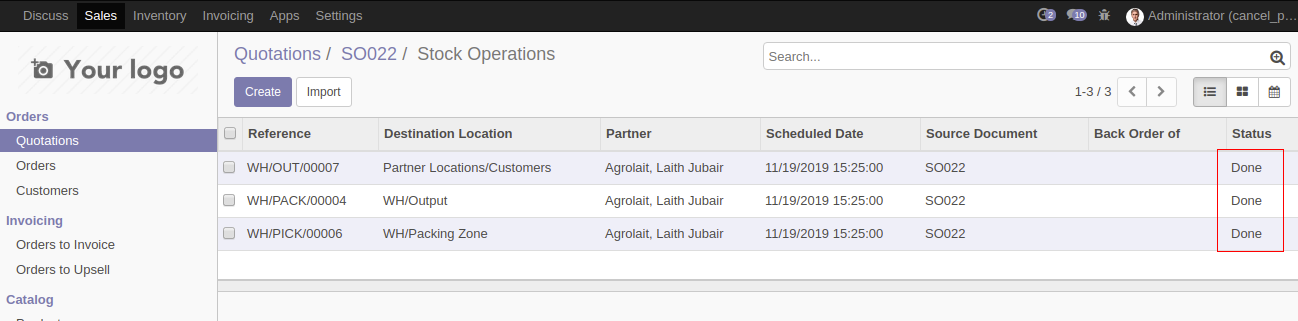 Discuss Sales Inventory Invoicing Apps Settings 2 10 Administrator (cancel_p…
Your logo
Quotations / SO022 / Stock Operations
Search...
Create Import
1-3 / 3
Orders
Quotations
Orders
Customers
Invoicing
Orders to Invoice
Orders to Upsell
Catalog
Reference Destination Location Partner Scheduled Date Source Document Back Order of Status
WH/OUT/00007 Partner Locations/Customers Agrolait, Laith Jubair 11/19/2019 15:25:00 SO022 Done
WH/PACK/00004 WH/Output Agrolait, Laith Jubair 11/19/2019 15:25:00 SO022 Done
WH/PICK/00006 WH/Packing Zone Agrolait, Laith Jubair 11/19/2019 15:25:00 SO022 Done